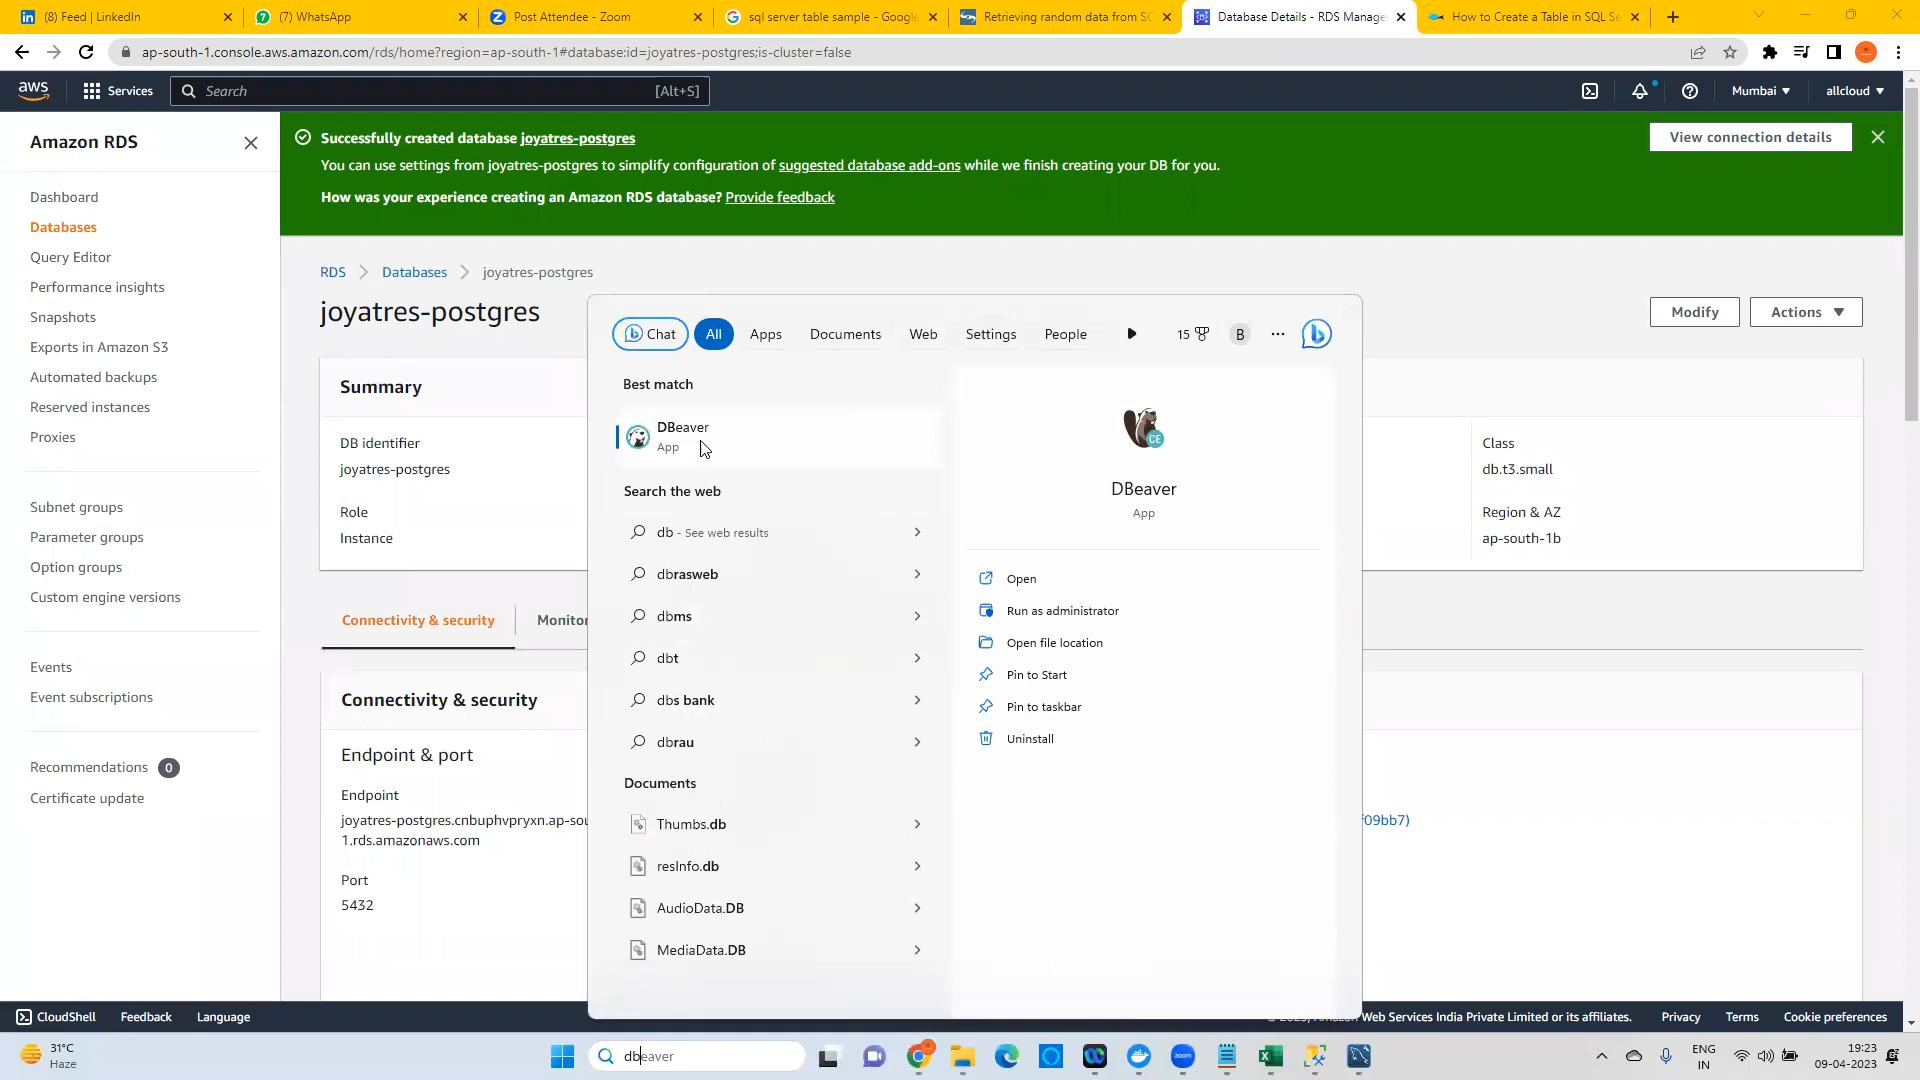 (8) Feed | LinkedIn
(7) WhatsApp
Post Attendee - Zoom
sql server table sample - Google
Retrieving random data from SQ
Database Details - RDS Manage
How to Create a Table in SQL Se
ap-south-1.console.aws.amazon.com/rds/home?region=ap-south-1#database:id=joyatres-postgres;is-cluster=false
aws
Services
Search
[Alt+S]
Mumbai
allcloud
Amazon RDS
Dashboard
Databases
Query Editor
Performance insights
Snapshots
Exports in Amazon S3
Automated backups
Reserved instances
Proxies
Subnet groups
Parameter groups
Option groups
Custom engine versions
Events
Event subscriptions
Recommendations 0
Certificate update
Successfully created database joyatres-postgres
You can use settings from joyatres-postgres to simplify configuration of suggested database add-ons while we finish creating your DB for you.
How was your experience creating an Amazon RDS database? Provide feedback
View connection details
RDS
Databases
joyatres-postgres
joyatres-postgres
Modify
Actions
Summary
DB identifier
joyatres-postgres
Role
Instance
Class
db.t3.small
Region & AZ
ap-south-1b
Connectivity & security
Monitor
Connectivity & security
Endpoint & port
Endpoint
joyatres-postgres.cnbuphvpryxn.ap-sou
1.rds.amazonaws.com
Port
5432
f09bb7)
Chat
All
Apps
Documents
Web
Settings
People
15
B
Best match
DBeaver
App
Search the web
db - See web results
dbrasweb
dbms
dbt
dbs bank
dbrau
Documents
Thumbs.db
resInfo.db
AudioData.DB
MediaData.DB
CE
DBeaver
App
Open
Run as administrator
Open file location
Pin to Start
Pin to taskbar
Uninstall
CloudShell
Feedback
Language
© 2023, Amazon Web Services India Private Limited or its affiliates.
Privacy
Terms
Cookie preferences
31°C
Haze
dbeaver
zoom
ENG
IN
19:23
09-04-2023